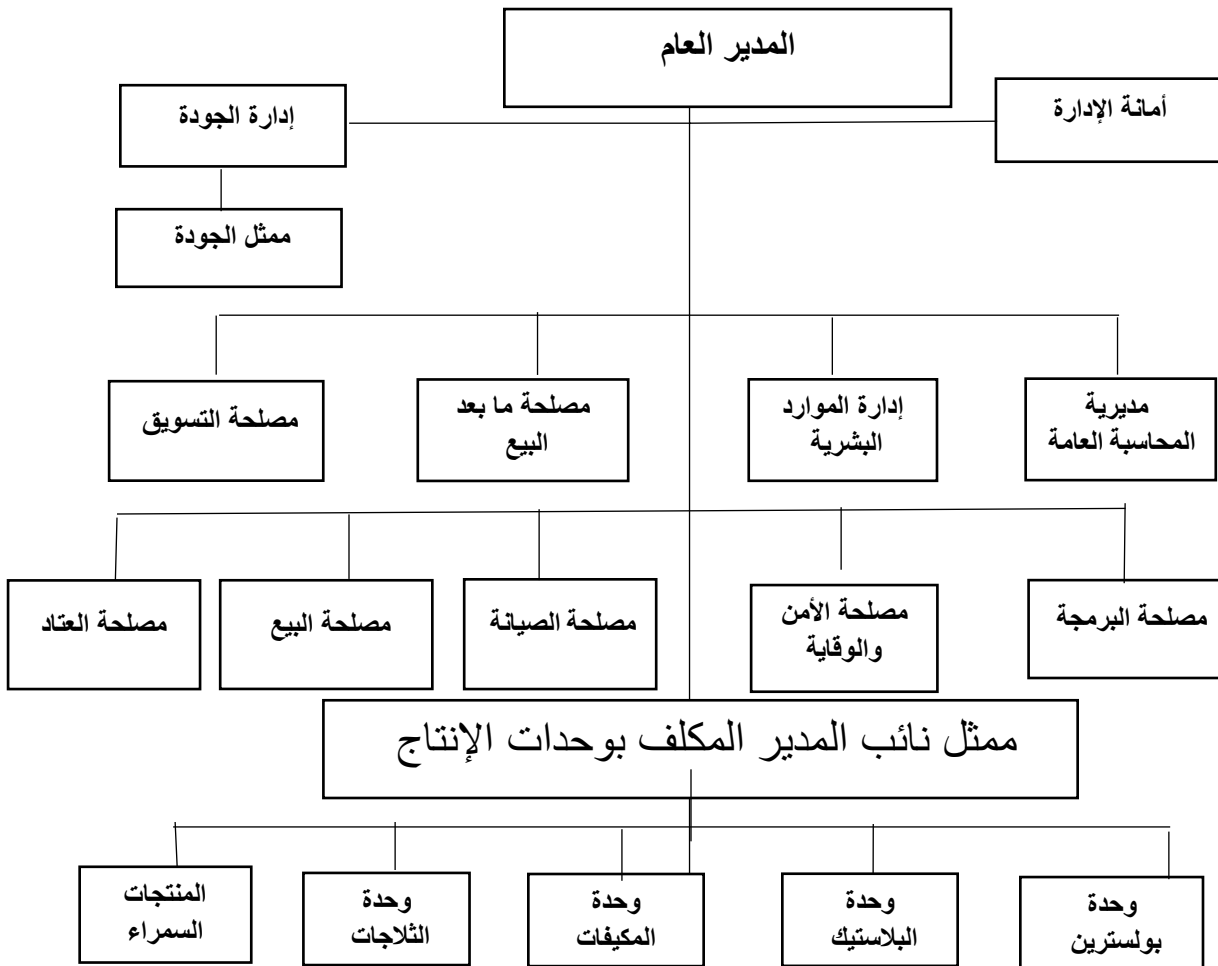 المدير العام
أمانة الإدارة
إدارة الجودة
ممثل الجودة
مديرية
المحاسبة العامة
إدارة الموارد
البشرية
مصلحة ما بعد
البيع
مصلحة التسويق
مصلحة البرمجة
مصلحة الأمن
والوقاية
مصلحة الصيانة
مصلحة البيع
مصلحة العتاد
ممثل نائب المدير المكلف بوحدات الإنتاج
وحدة
بولسترين
وحدة
البلاستيك
وحدة
المكيفات
وحدة
الثلاجات
المنتجات
السمراء